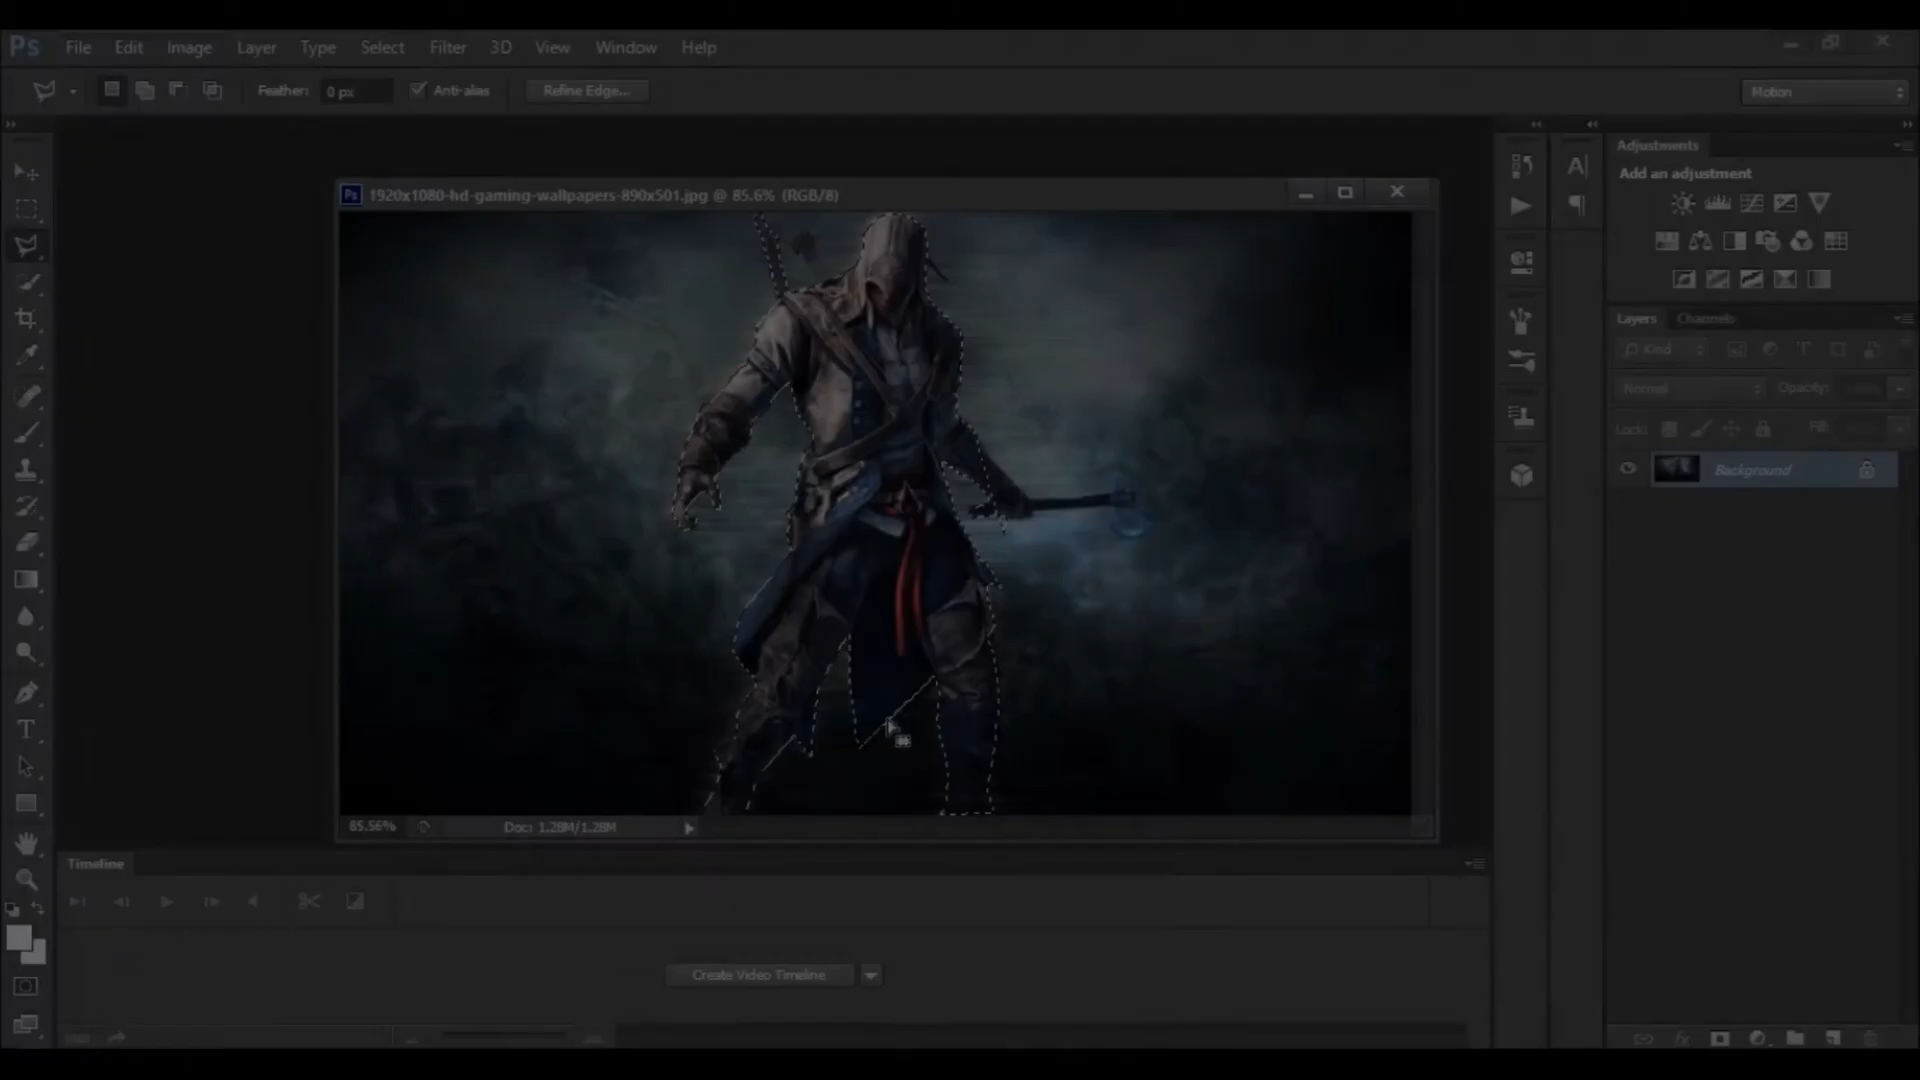 Ps File Edit Image Layer Type Select Filter 3D View Window Help
Feather: 0 px Anti-alias Refine Edge... Motion
Adjustments
Add an adjustment
Ps 1920x1080-hd-gaming-wallpapers-890x501.jpg @ 85.6% (RGB/8)
Layers Channels
Kind
Normal Opacity:
Lock: Fill:
Background
85.56% Doc: 1.28M/1.28M
Timeline
Create Video Timeline